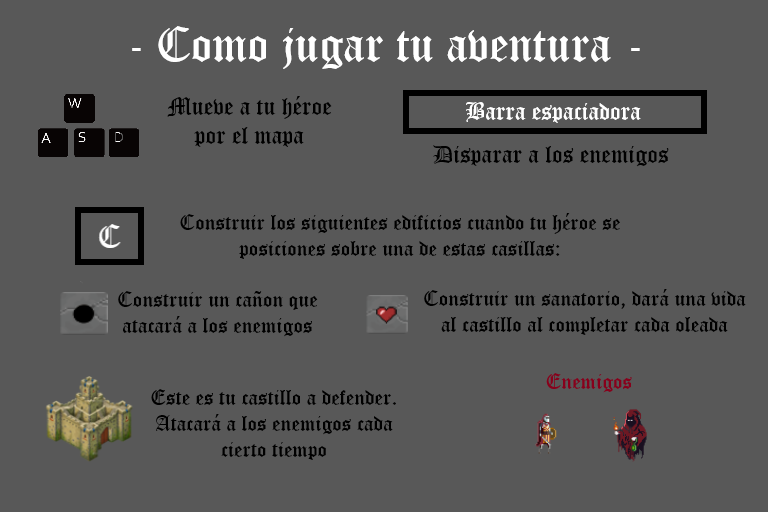 - Como jugar tu aventura -
W
A S D
Mueve a tu héroe
por el mapa
Barra espaciadora
Disparar a los enemigos
C
Construir los siguientes edificios cuando tu héroe se
posiciones sobre una de estas casillas:
Construir un cañon que
atacará a los enemigos
Construir un sanatorio, dará una vida
al castillo al completar cada oleada
Este es tu castillo a defender.
Atacará a los enemigos cada
cierto tiempo
Enemigos